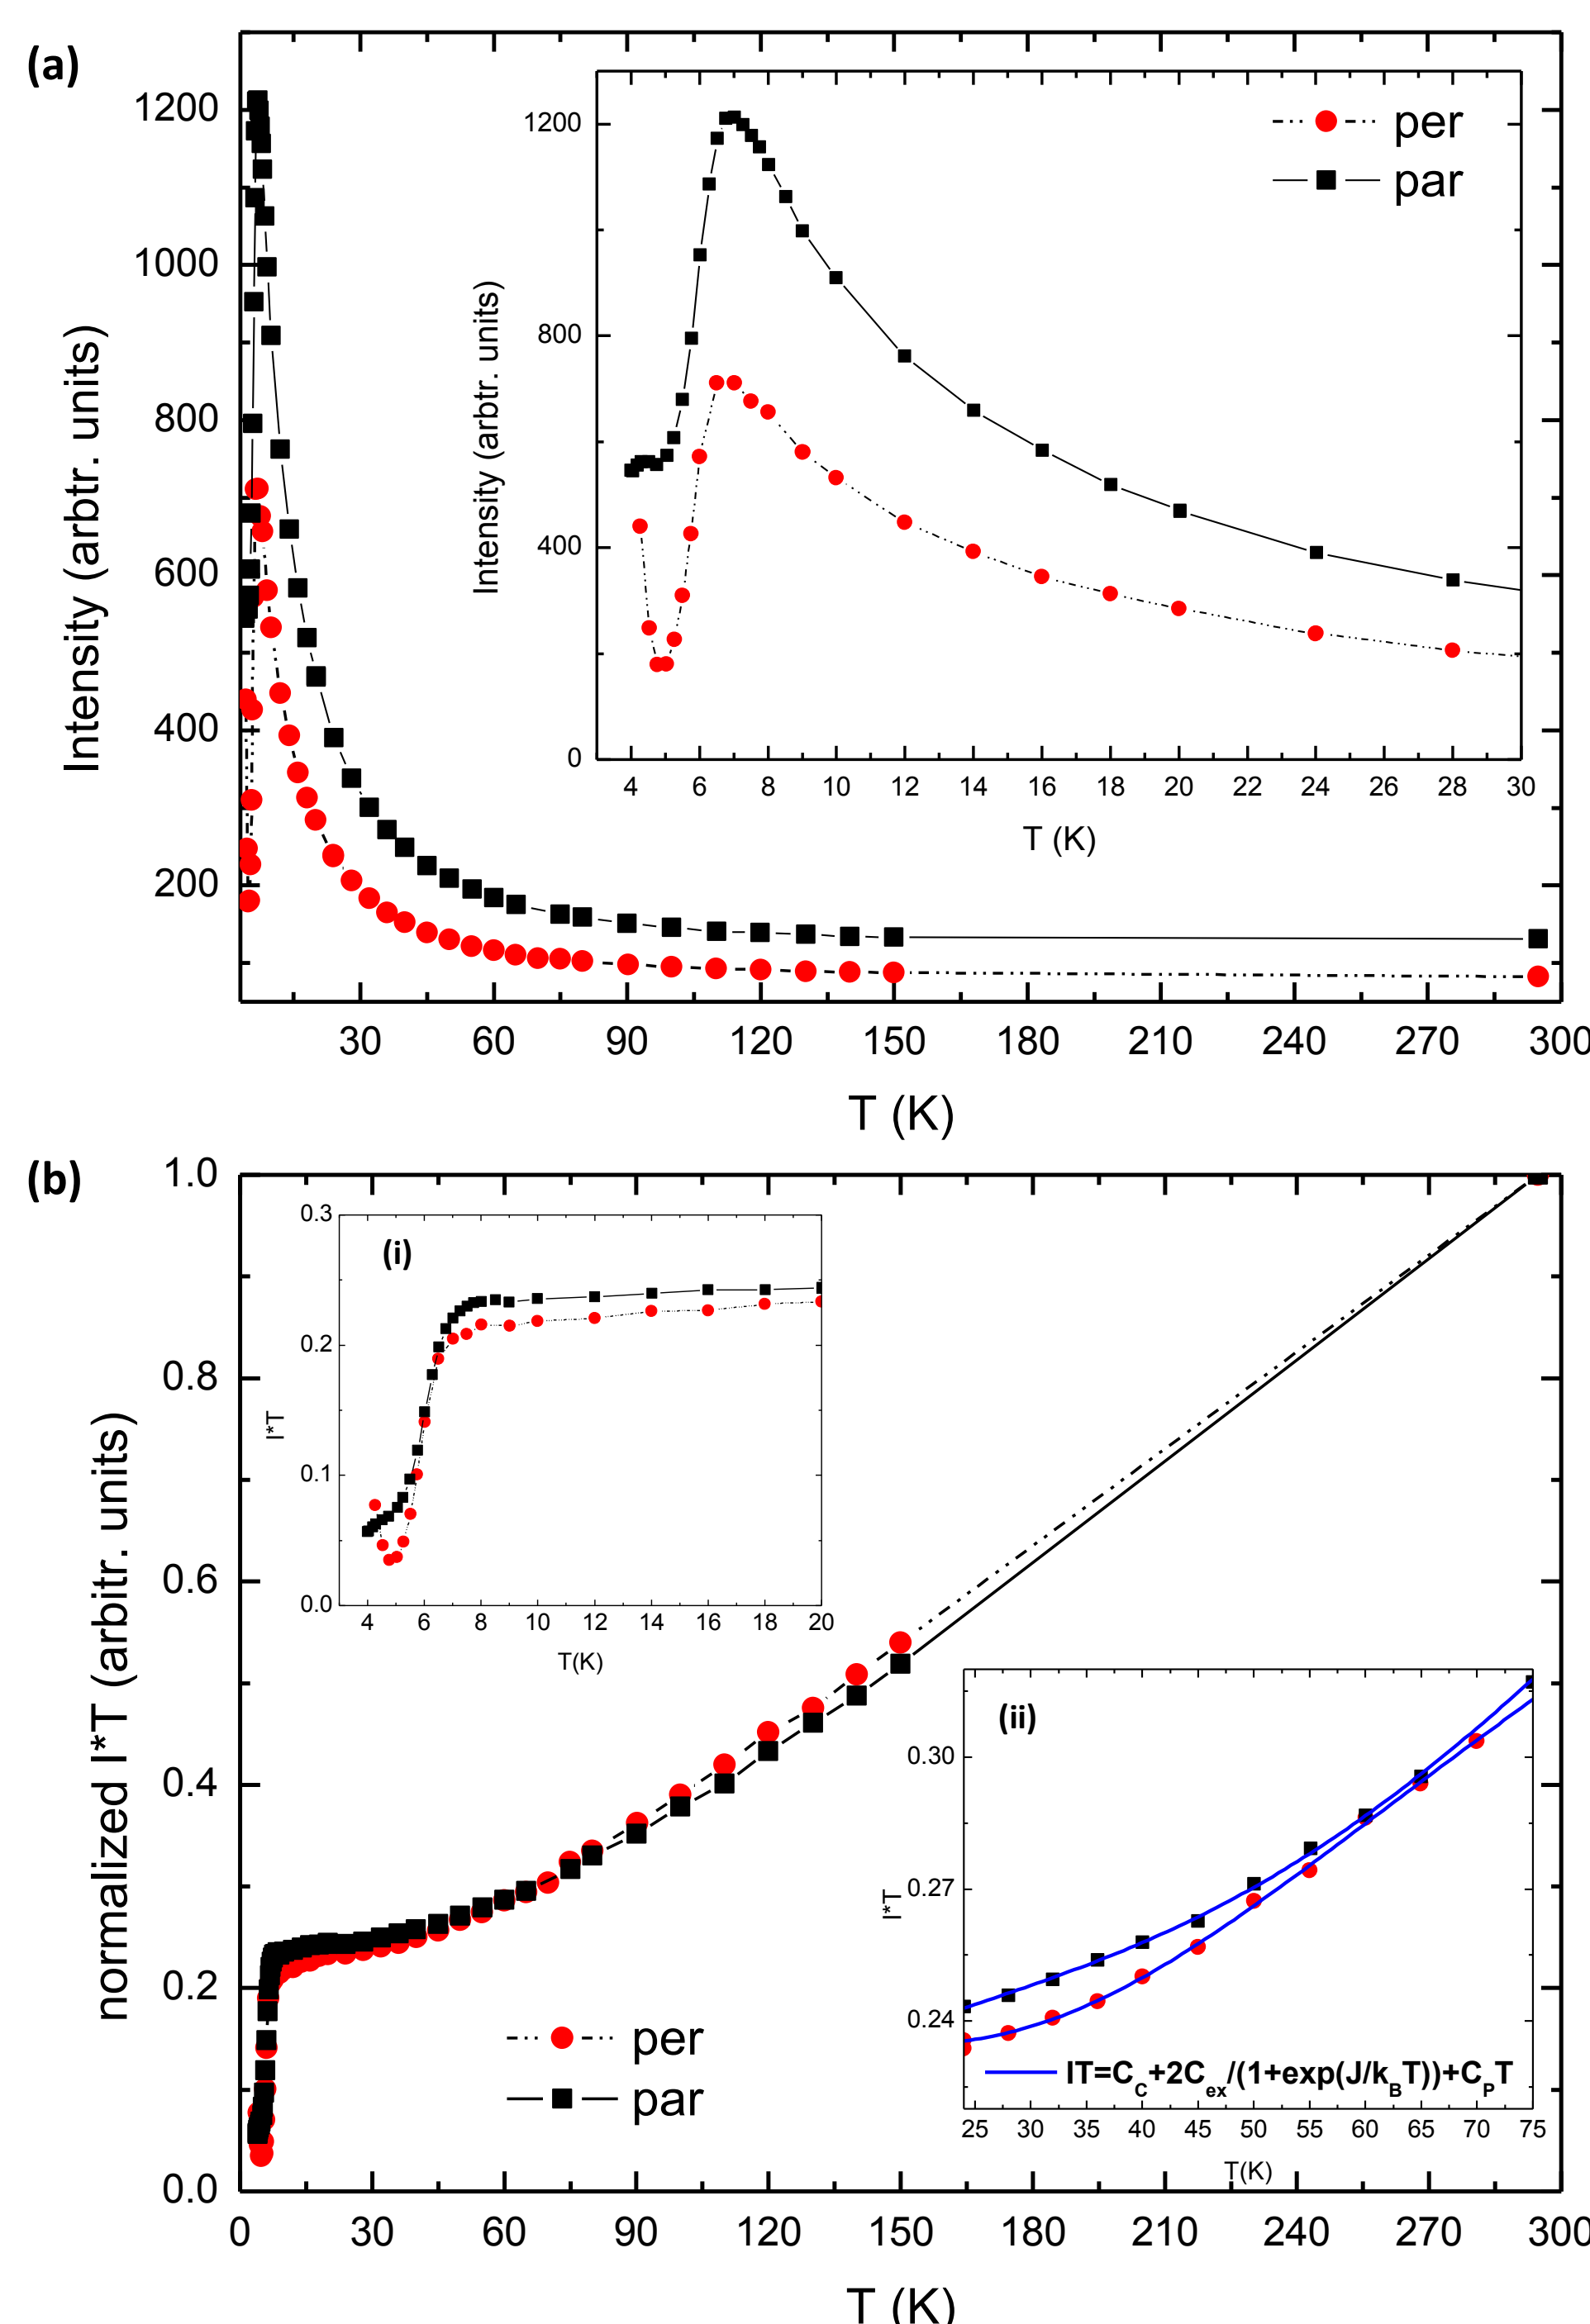 (a)
1200
1000
800
600
400
200
Intensity (arbtr. units)
30 60 90 120 150 180 210 240 270 300
T (K)
1200
800
400
0
Intensity (arbtr. units)
4 6 8 10 12 14 16 18 20 22 24 26 28 30
T (K)
per
par
(b)
1.0
0.8
0.6
0.4
0.2
0.0
normalized I*T (arbitr. units)
0 30 60 90 120 150 180 210 240 270 300
T (K)
(i)
0.3
0.2
0.1
0.0
I*T
4 6 8 10 12 14 16 18 20
T(K)
per
par
(ii)
0.30
0.27
0.24
I*T
IT=C_C+2C_ex/(1+exp(J/k_BT))+C_PT
25 30 35 40 45 50 55 60 65 70 75
T(K)